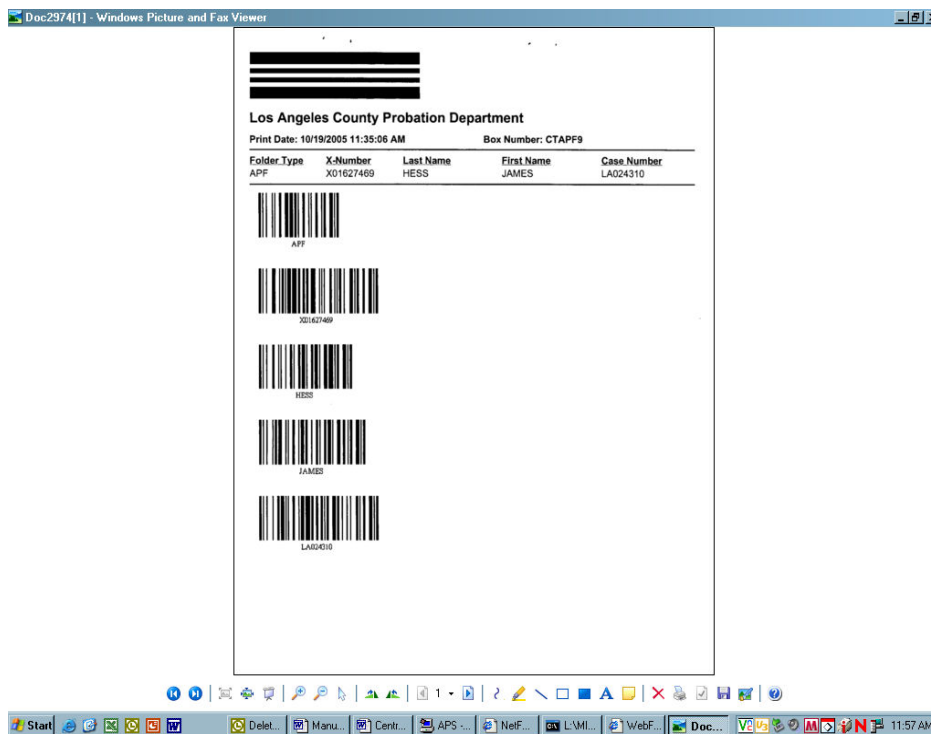 Doc2974[1] - Windows Picture and Fax Viewer
Los Angeles County Probation Department
Print Date: 10/19/2005 11:35:06 AM Box Number: CTAPF9
Folder Type X-Number Last Name First Name Case Number
APF X01627469 HESS JAMES LA024310
APF
X01627469
HESS
JAMES
LA024310
1
A
Start Delet... Manu... Centr... APS -... NetF... L:\MI... WebF... Doc... 11:57 AM